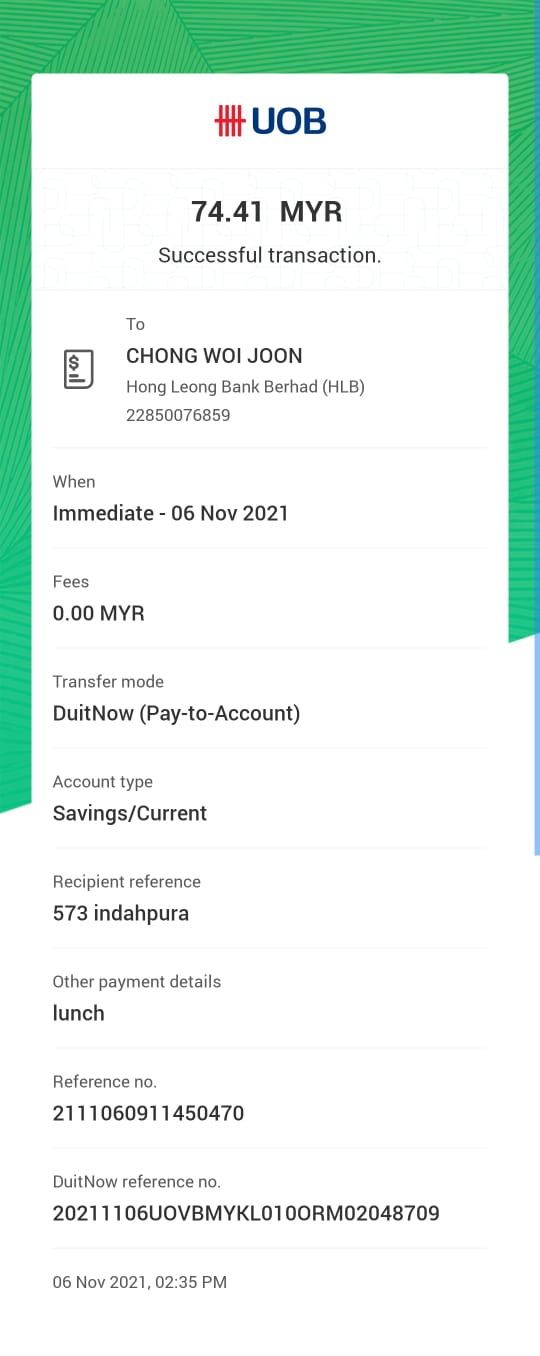 UOB
74.41 MYR
Successful transaction.
To
CHONG WOI JOON
Hong Leong Bank Berhad (HLB)
22850076859
When
Immediate - 06 Nov 2021
Fees
0.00 MYR
Transfer mode
DuitNow (Pay-to-Account)
Account type
Savings/Current
Recipient reference
573 indahpura
Other payment details
lunch
Reference no.
2111060911450470
DuitNow reference no.
20211106UOVBMYKL010ORM02048709
06 Nov 2021, 02:35 PM